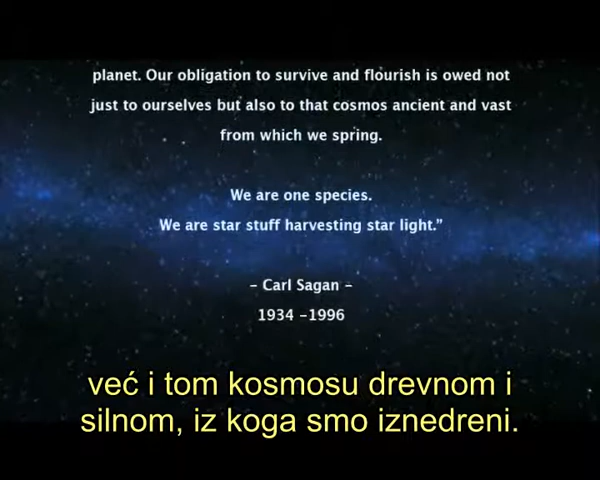 planet. Our obligation to survive and flourish is owed not
just to ourselves but also to that cosmos ancient and vast
from which we spring.
We are one species.
We are star stuff harvesting star light.”
– Carl Sagan –
1934 –1996
već i tom kosmosu drevnom i
silnom, iz koga smo iznedreni.